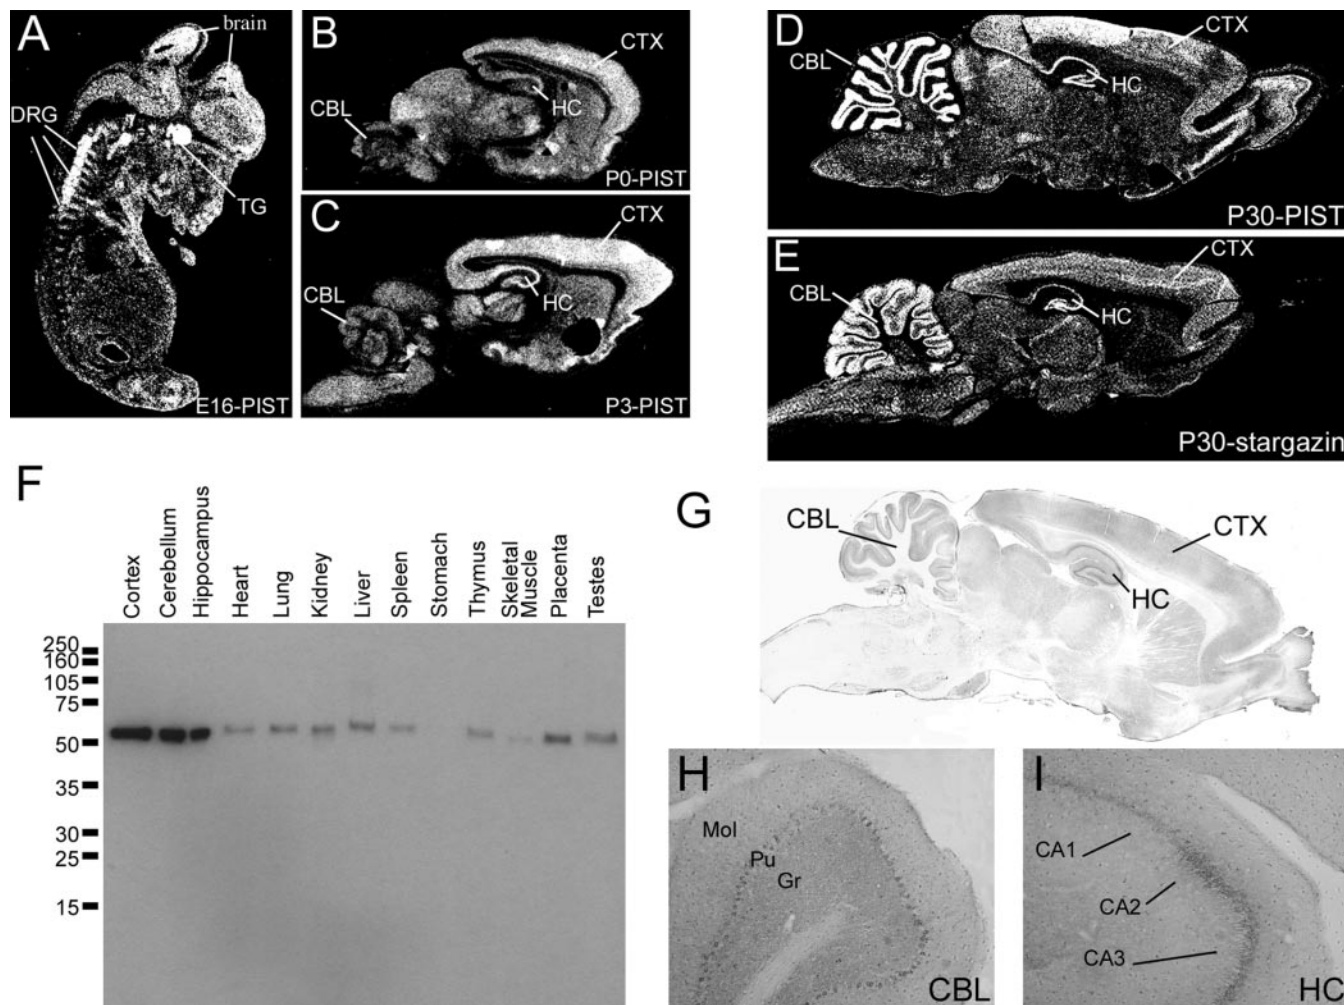 A
brain
DRG
TG
E16-PIST
B
CTX
CBL
HC
P0-PIST
C
CTX
CBL
HC
P3-PIST
D
CTX
CBL
HC
P30-PIST
E
CTX
CBL
HC
P30-stargazin
F
Cortex
Cerebellum
Hippocampus
Heart
Lung
Kidney
Liver
Spleen
Stomach
Thymus
Skeletal
Muscle
Placenta
Testes
250
160
105
75
50
35
30
25
15
G
CBL
CTX
HC
H
Mol
Pu
Gr
CBL
I
CA1
CA2
CA3
HC